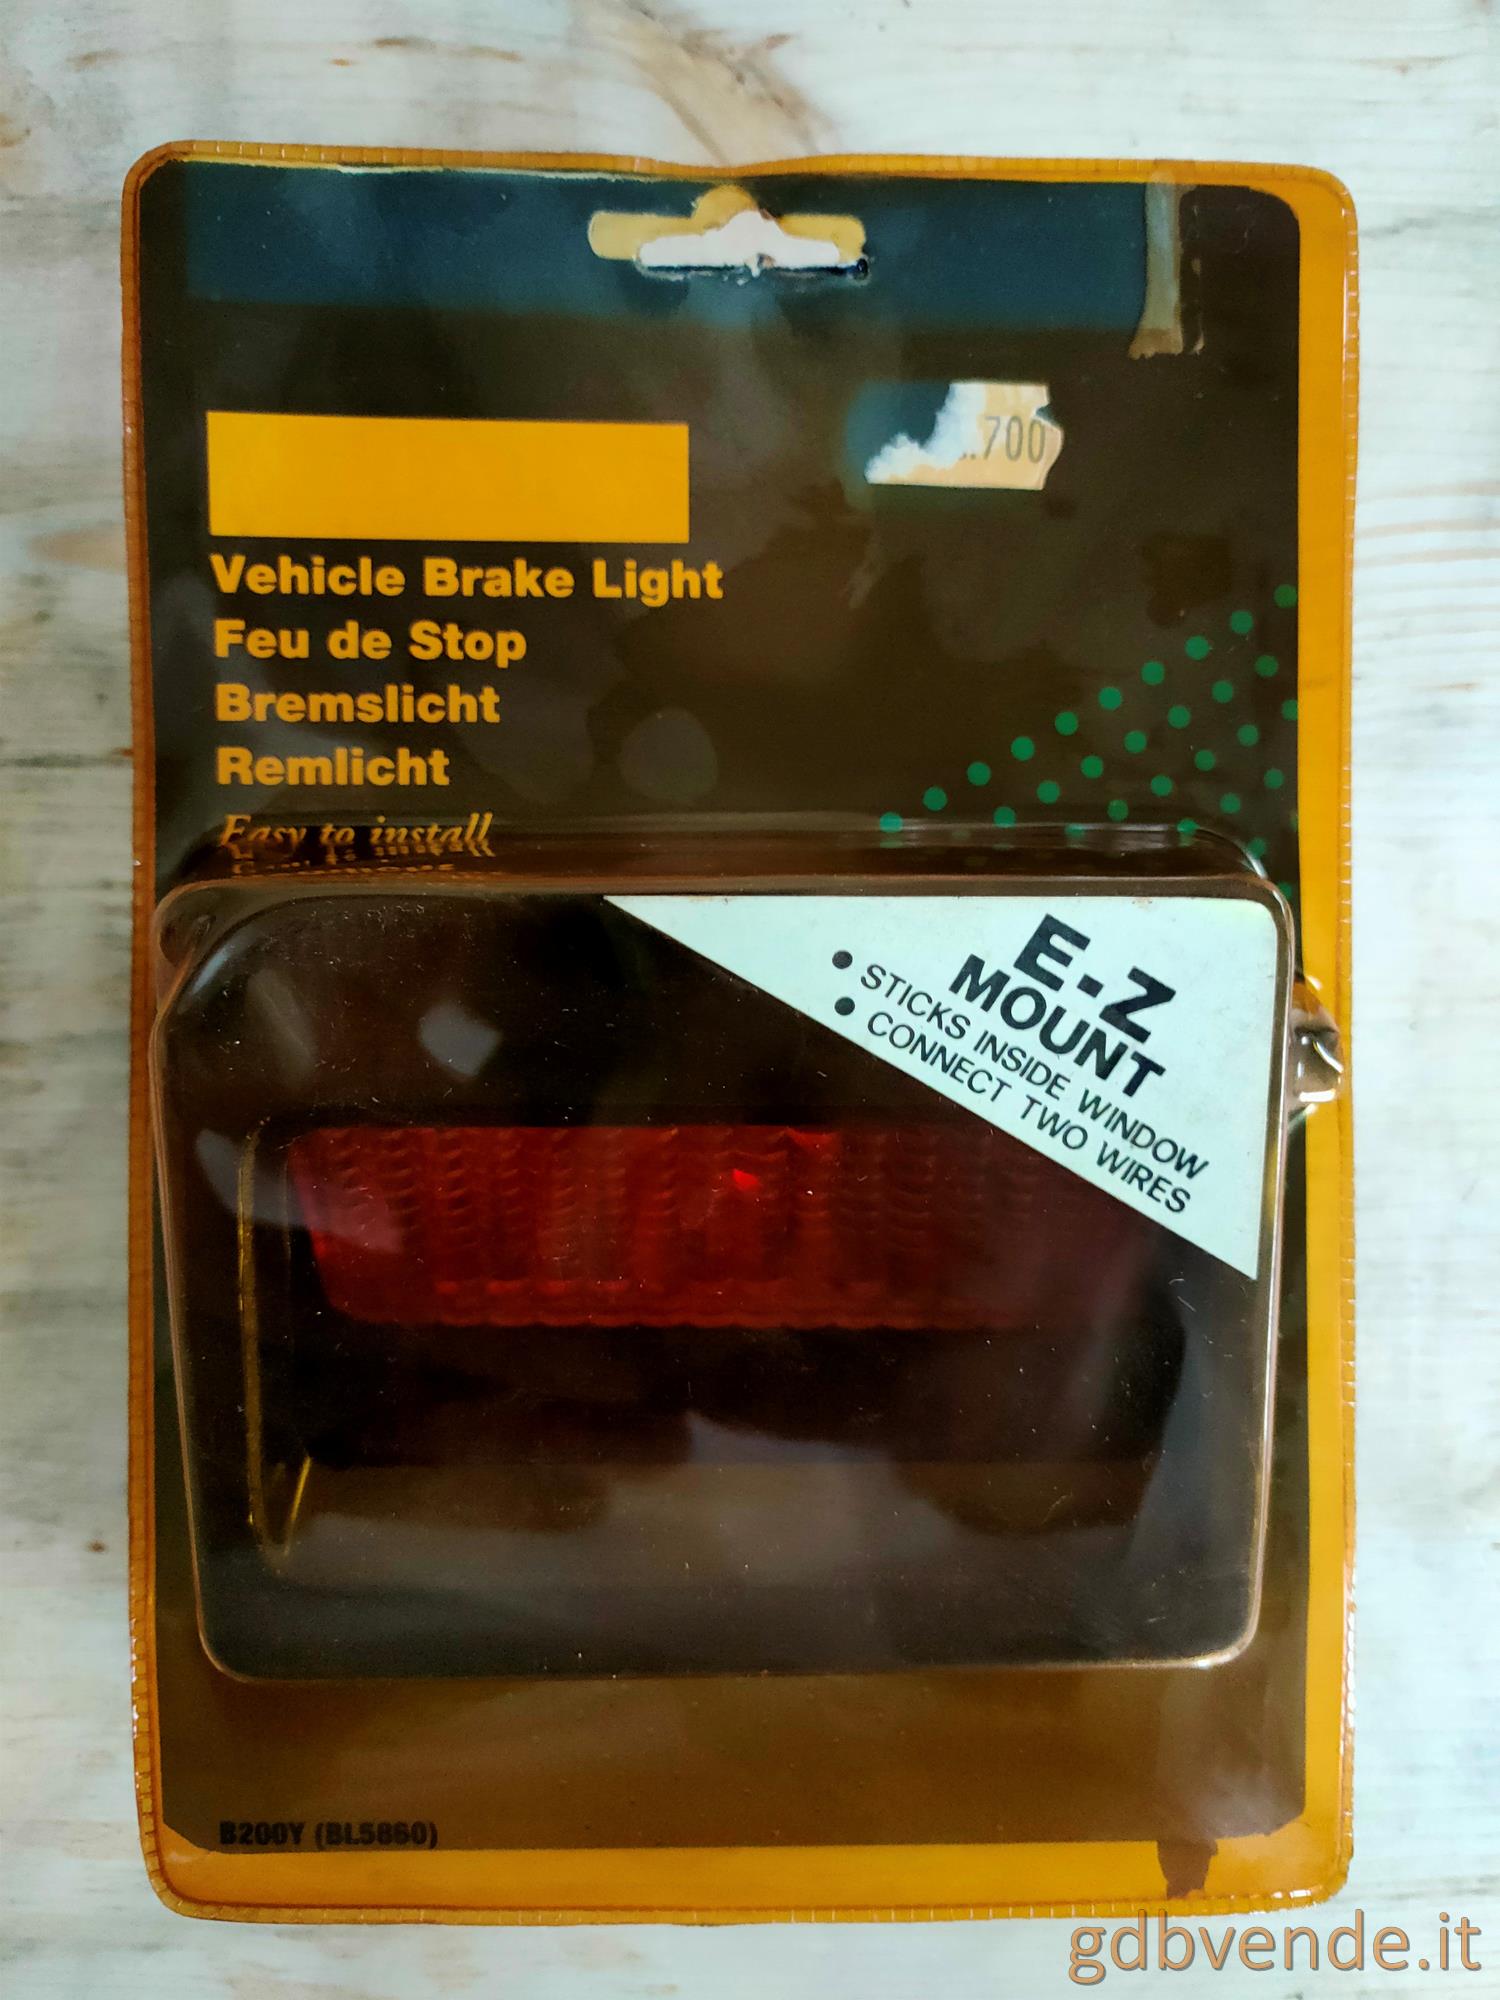 .700
Vehicle Brake Light
Feu de Stop
Bremslicht
Remlicht
Easy to install
E-Z
MOUNT
• STICKS INSIDE WINDOW
• CONNECT TWO WIRES
B200Y (BL5860)
gdbvende.it